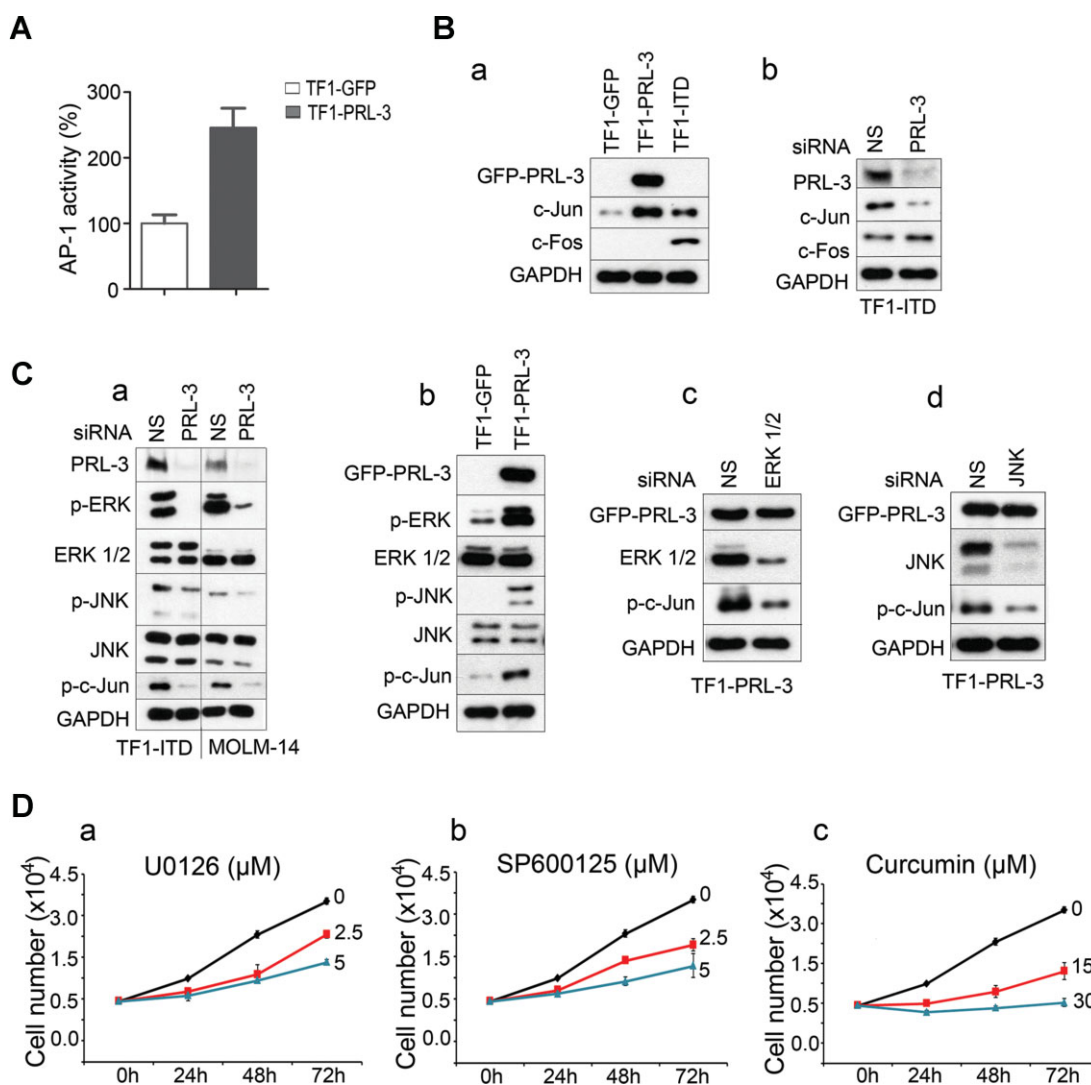 A
AP-1 activity (%)
300
200
100
0
TF1-GFP
TF1-PRL-3
B
a
TF1-GFP
TF1-PRL-3
TF1-ITD
GFP-PRL-3
c-Jun
c-Fos
GAPDH
b
siRNA NS PRL-3
PRL-3
c-Jun
c-Fos
GAPDH
TF1-ITD
C
a
siRNA NS PRL-3 NS PRL-3
PRL-3
p-ERK
ERK 1/2
p-JNK
JNK
p-c-Jun
GAPDH
TF1-ITD MOLM-14
b
TF1-GFP
TF1-PRL-3
GFP-PRL-3
p-ERK
ERK 1/2
p-JNK
JNK
p-c-Jun
GAPDH
c
siRNA NS ERK 1/2
GFP-PRL-3
ERK 1/2
p-c-Jun
GAPDH
TF1-PRL-3
d
siRNA NS JNK
GFP-PRL-3
JNK
p-c-Jun
GAPDH
TF1-PRL-3
D
a
U0126 (μM)
Cell number (x10⁴)
4.5
3.0
1.5
0.5
0.0
0
2.5
5
0h 24h 48h 72h
b
SP600125 (μM)
Cell number (x10⁴)
4.5
3.0
1.5
0.5
0.0
0
2.5
5
0h 24h 48h 72h
c
Curcumin (μM)
Cell number (x10⁴)
4.5
3.0
1.5
0.5
0.0
0
15
30
0h 24h 48h 72h